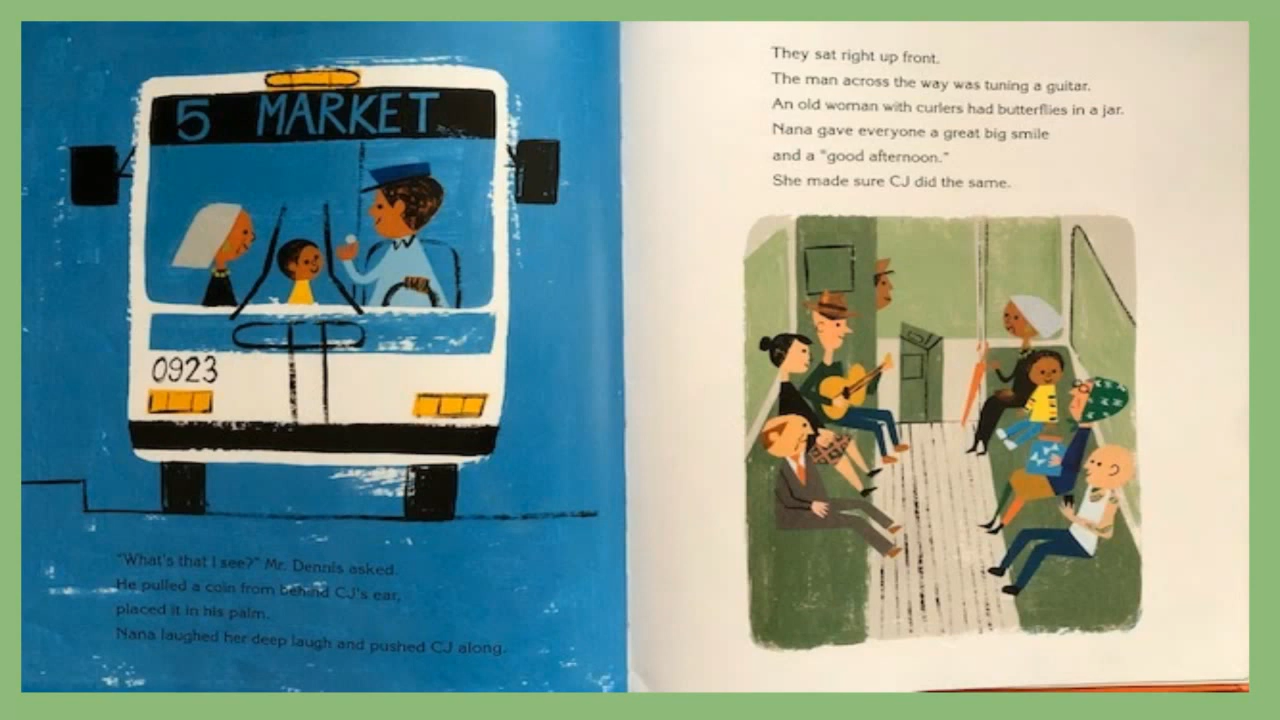 5 MARKET
0923
"What's that I see?" Mr. Dennis asked.
He pulled a coin from behind CJ's ear,
placed it in his palm.
Nana laughed her deep laugh and pushed CJ along.
They sat right up front.
The man across the way was tuning a guitar.
An old woman with curlers had butterflies in a jar.
Nana gave everyone a great big smile
and a "good afternoon."
She made sure CJ did the same.